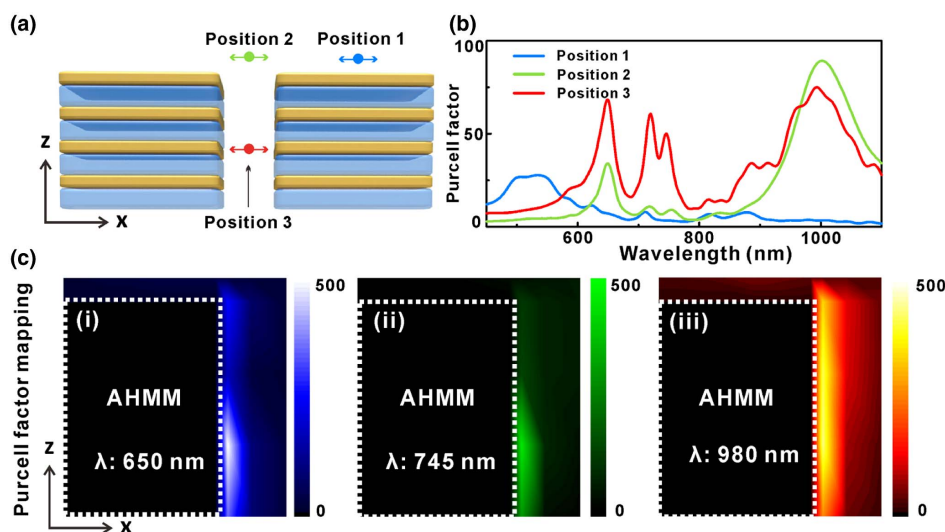 (a)
Position 2
Position 1
Position 3
z
x
(b)
Purcell factor
100
50
0
Position 1
Position 2
Position 3
600
800
1000
Wavelength (nm)
(c)
Purcell factor mapping
z
x
(i)
AHMM
λ: 650 nm
500
0
(ii)
AHMM
λ: 745 nm
500
0
(iii)
AHMM
λ: 980 nm
500
0